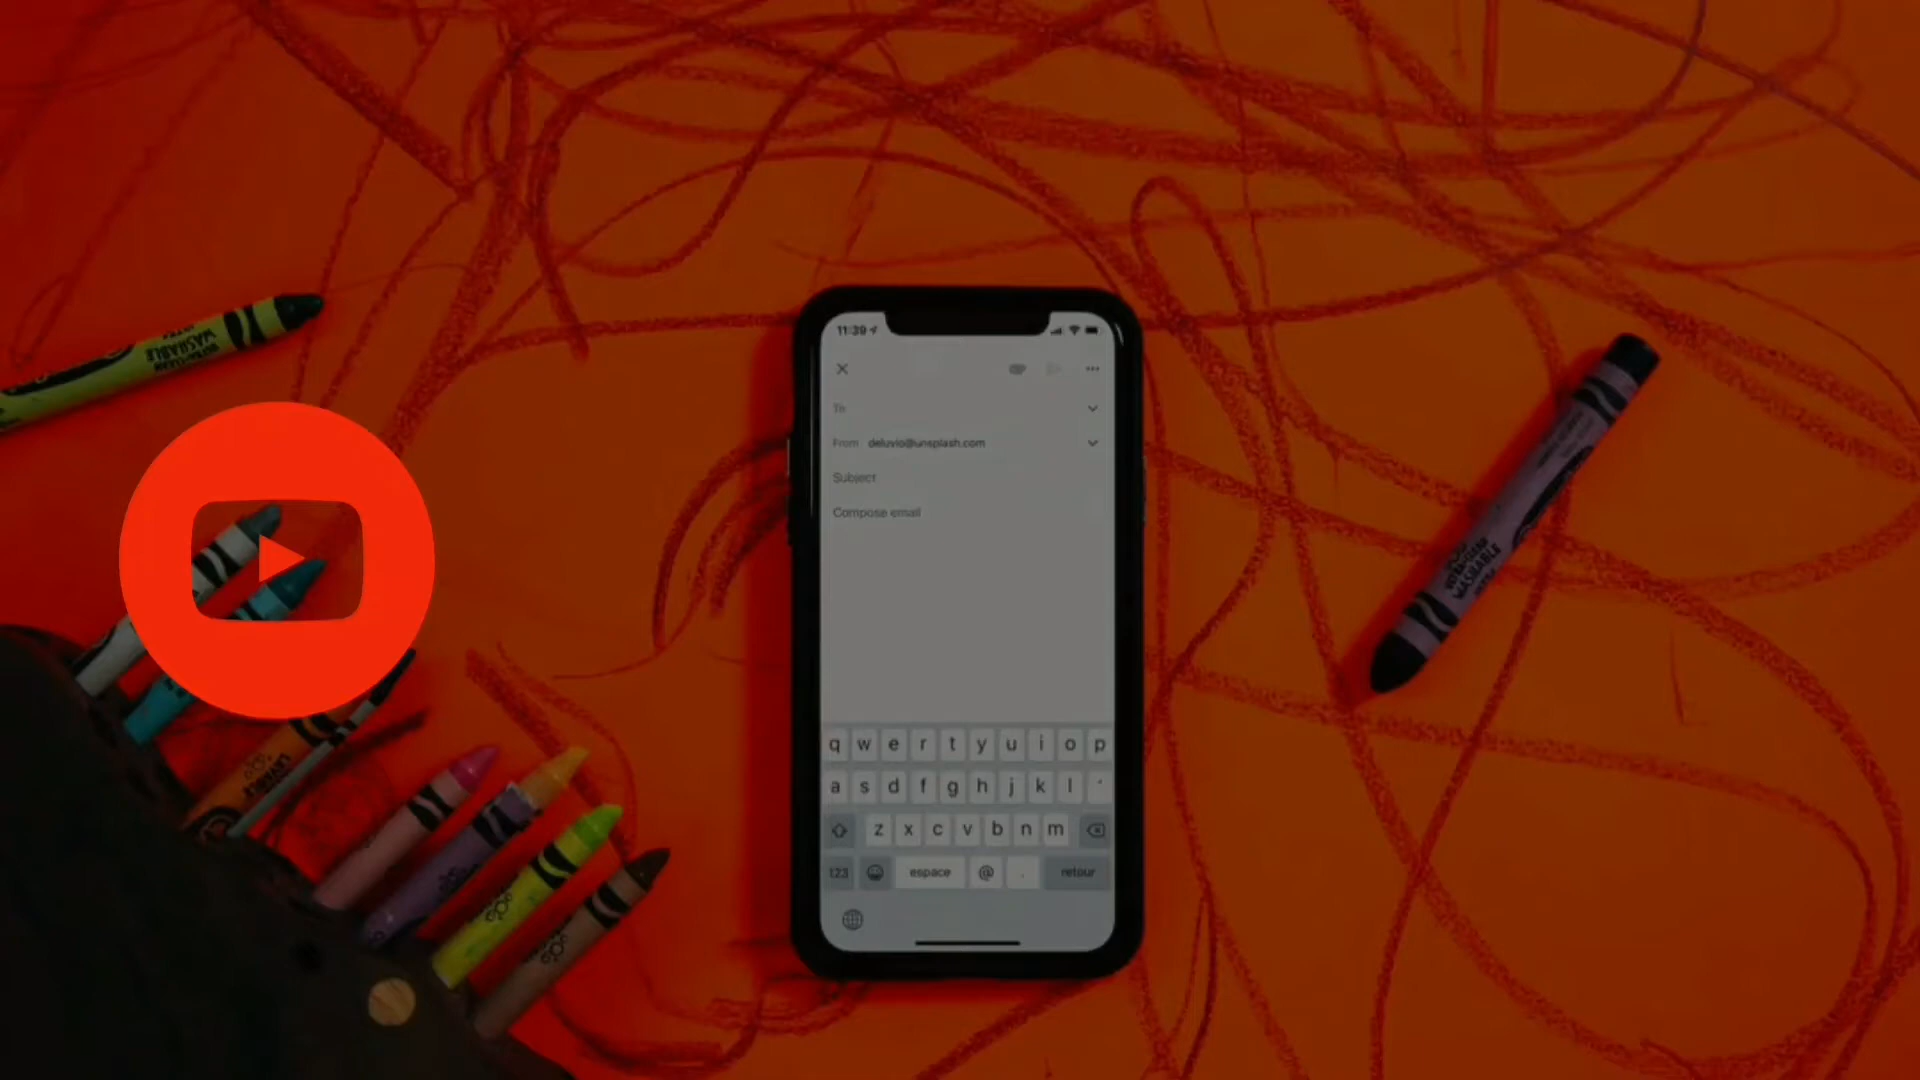 11:39
To
From deluvio@unsplash.com
Subject
Compose email
q w e r t y u i o p
a s d f g h j k l '
z x c v b n m
123 espace @ . retour
WASHABLE
WASHABLE